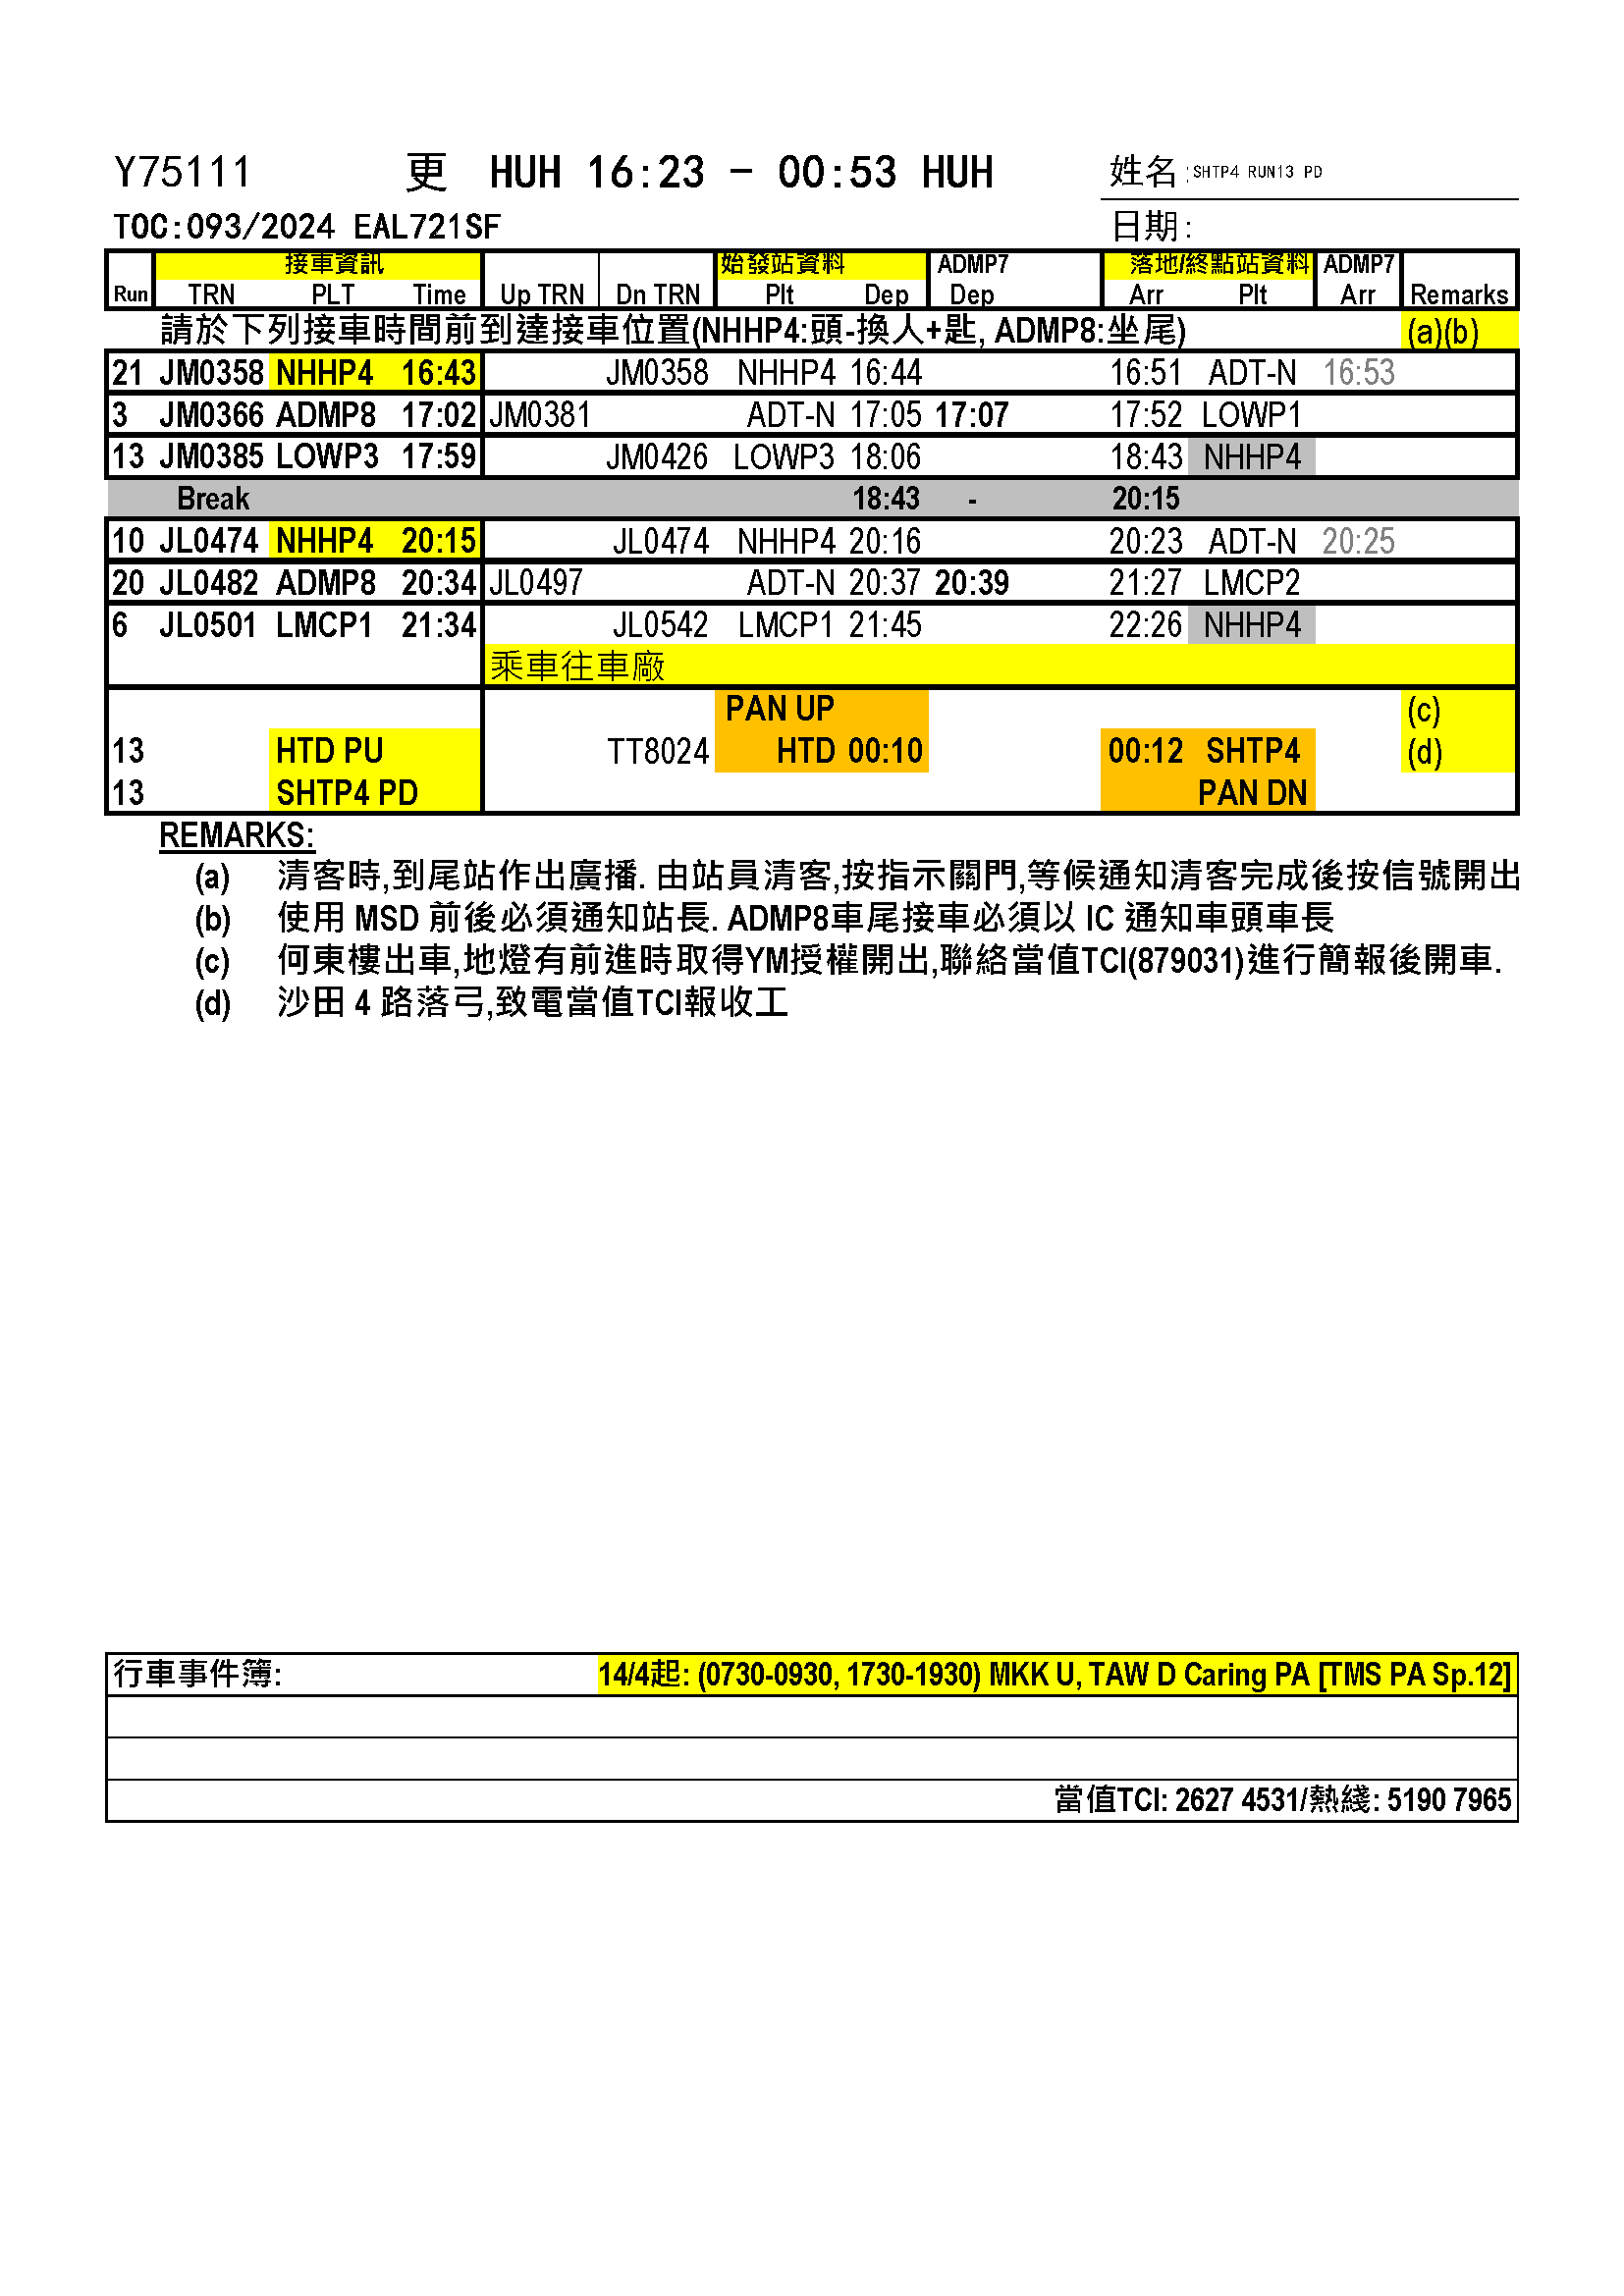 Y75111 更 HUH 16:23 - 00:53 HUH 姓名:SHTP4 RUN13 PD
TOC:093/2024 EAL721SF 日期:
接車資訊 始發站資料 ADMP7 落地/終點站資料 ADMP7
Run TRN PLT Time Up TRN Dn TRN Plt Dep Dep Arr Plt Arr Remarks
請於下列接車時間前到達接車位置(NHHP4:頭-換人+匙, ADMP8:坐尾) (a)(b)
21 JM0358 NHHP4 16:43 JM0358 NHHP4 16:44 16:51 ADT-N 16:53
3 JM0366 ADMP8 17:02 JM0381 ADT-N 17:05 17:07 17:52 LOWP1
13 JM0385 LOWP3 17:59 JM0426 LOWP3 18:06 18:43 NHHP4
Break 18:43 - 20:15
10 JL0474 NHHP4 20:15 JL0474 NHHP4 20:16 20:23 ADT-N 20:25
20 JL0482 ADMP8 20:34 JL0497 ADT-N 20:37 20:39 21:27 LMCP2
6 JL0501 LMCP1 21:34 JL0542 LMCP1 21:45 22:26 NHHP4
乘車往車廠
PAN UP (c)
13 HTD PU TT8024 HTD 00:10 00:12 SHTP4 (d)
13 SHTP4 PD PAN DN
REMARKS:
(a) 清客時,到尾站作出廣播. 由站員清客,按指示關門,等候通知清客完成後按信號開出
(b) 使用 MSD 前後必須通知站長. ADMP8車尾接車必須以 IC 通知車頭車長
(c) 何東樓出車,地燈有前進時取得YM授權開出,聯絡當值TCI(879031)進行簡報後開車.
(d) 沙田 4 路落弓,致電當值TCI報收工
行車事件簿: 14/4起: (0730-0930, 1730-1930) MKK U, TAW D Caring PA [TMS PA Sp.12]
當值TCI: 2627 4531/熱綫: 5190 7965